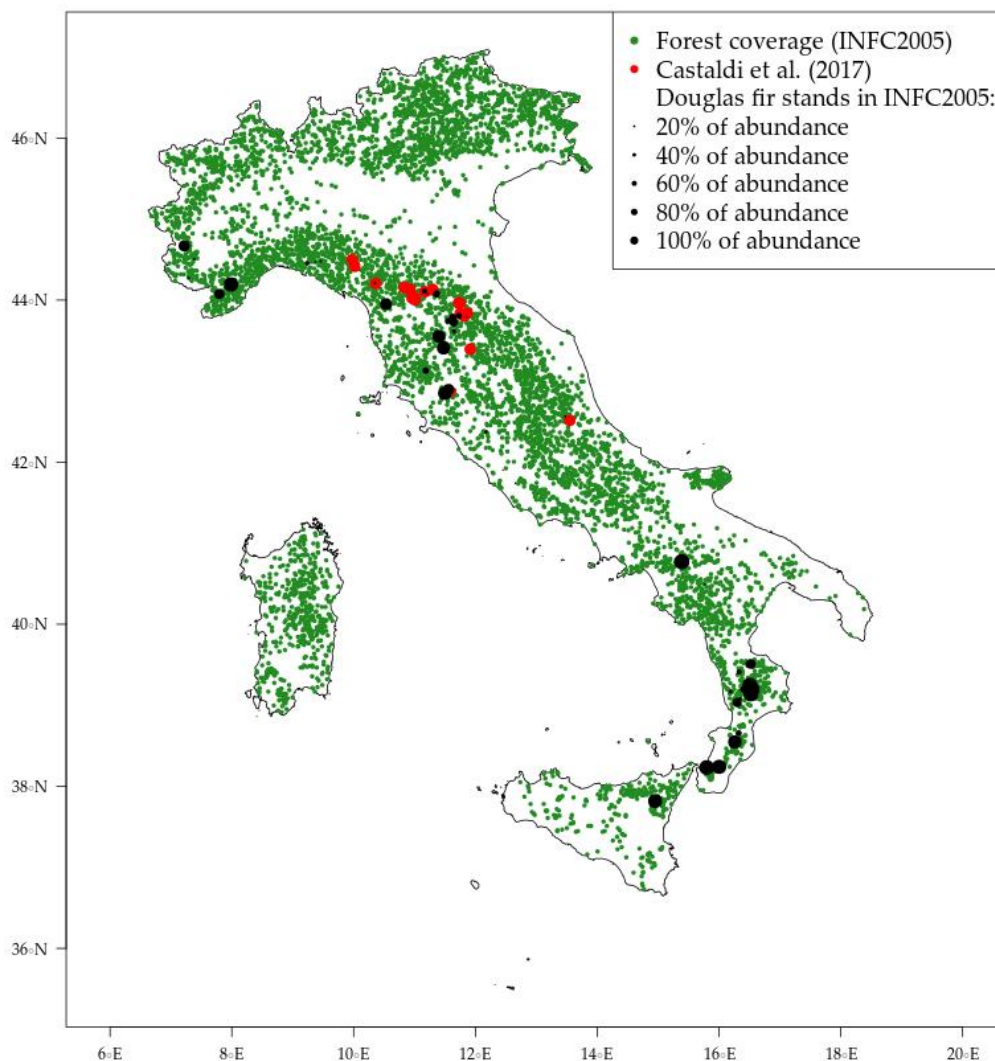 Forest coverage (INFC2005)
Castaldi et al. (2017)
Douglas fir stands in INFC2005:
20% of abundance
40% of abundance
60% of abundance
80% of abundance
100% of abundance
46◦N
44◦N
42◦N
40◦N
38◦N
36◦N
6◦E 8◦E 10◦E 12◦E 14◦E 16◦E 18◦E 20◦E